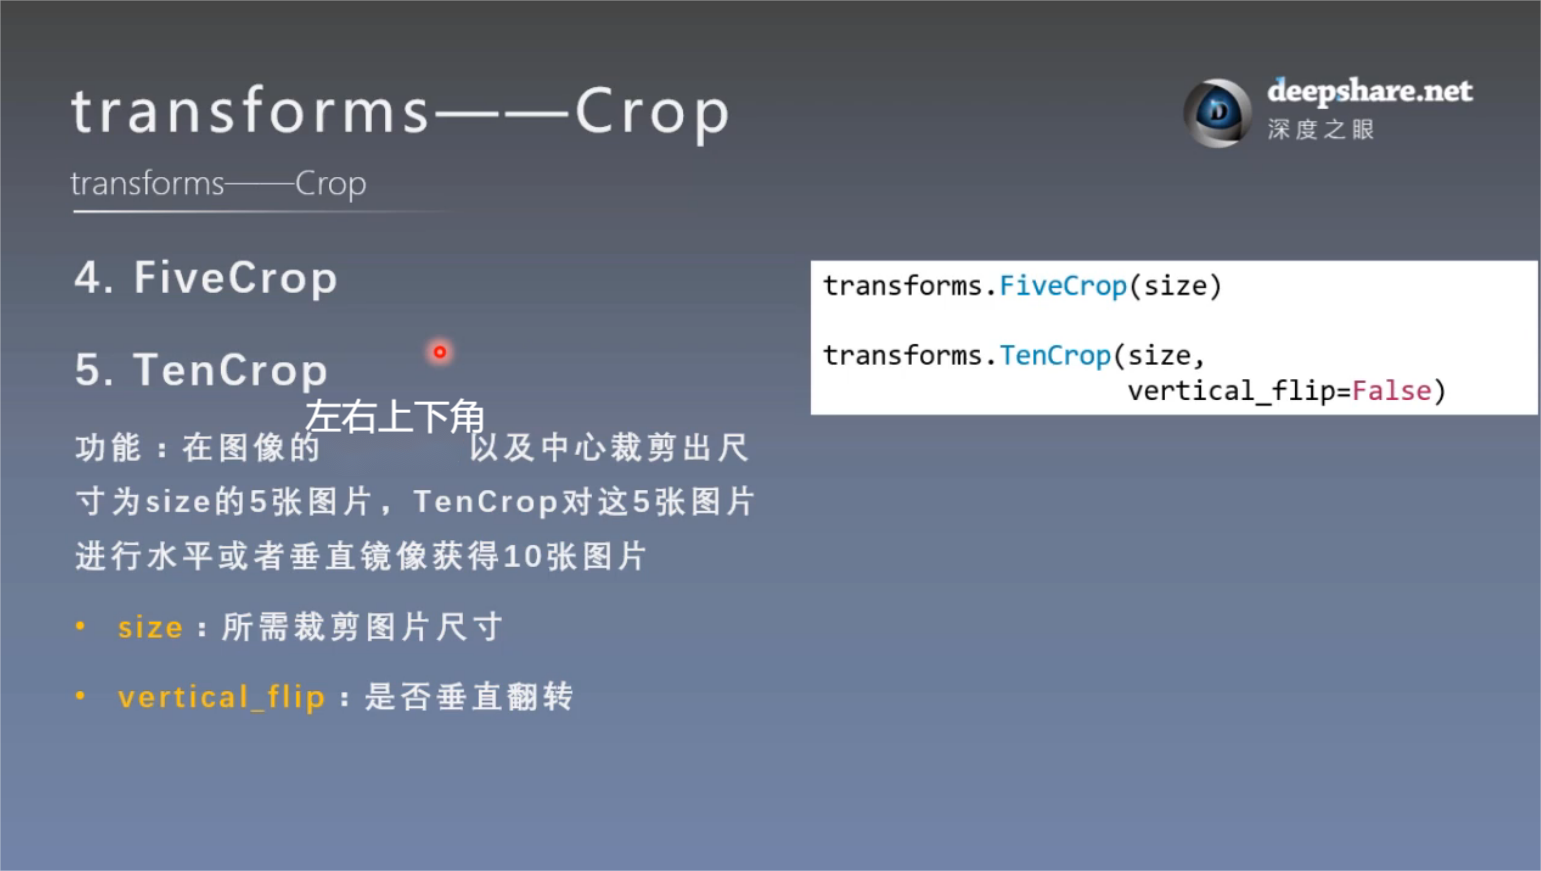 transforms——Crop
deepshare.net
深度之眼
transforms——Crop
4. FiveCrop
5. TenCrop
左右上下角
功能：在图像的 以及中心裁剪出尺
寸为size的5张图片，TenCrop对这5张图片
进行水平或者垂直镜像获得10张图片
• size：所需裁剪图片尺寸
• vertical_flip：是否垂直翻转
transforms.FiveCrop(size)
transforms.TenCrop(size,
vertical_flip=False)